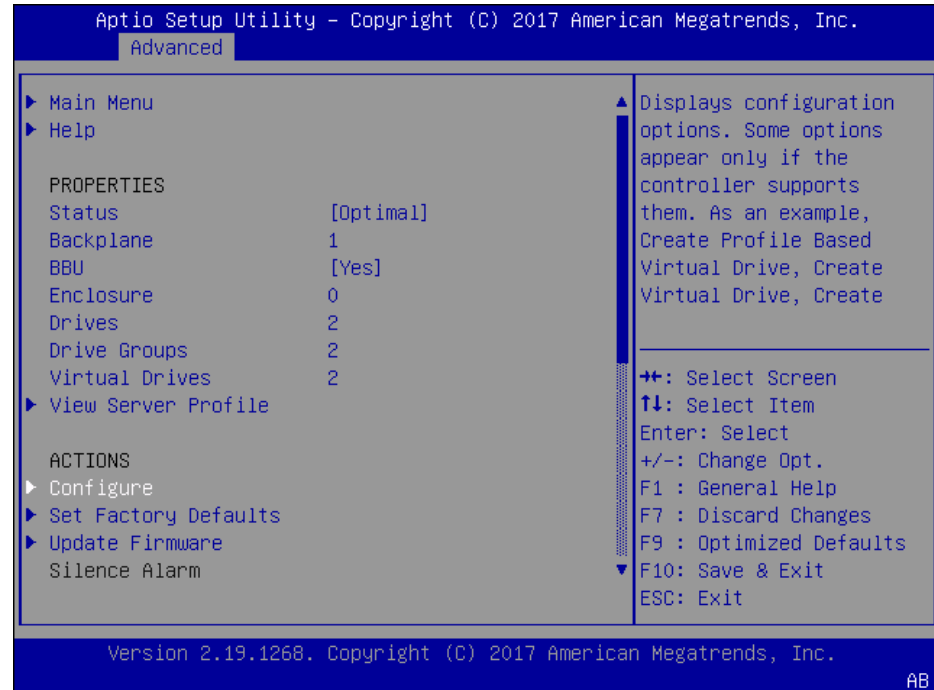 Aptio Setup Utility – Copyright (C) 2017 American Megatrends, Inc.
Advanced
Main Menu
Help
PROPERTIES
Status [Optimal]
Backplane 1
BBU [Yes]
Enclosure 0
Drives 2
Drive Groups 2
Virtual Drives 2
View Server Profile
ACTIONS
Configure
Set Factory Defaults
Update Firmware
Silence Alarm
Displays configuration
options. Some options
appear only if the
controller supports
them. As an example,
Create Profile Based
Virtual Drive, Create
Virtual Drive, Create
→←: Select Screen
↑↓: Select Item
Enter: Select
+/-: Change Opt.
F1 : General Help
F7 : Discard Changes
F9 : Optimized Defaults
F10: Save & Exit
ESC: Exit
Version 2.19.1268. Copyright (C) 2017 American Megatrends, Inc.
AB